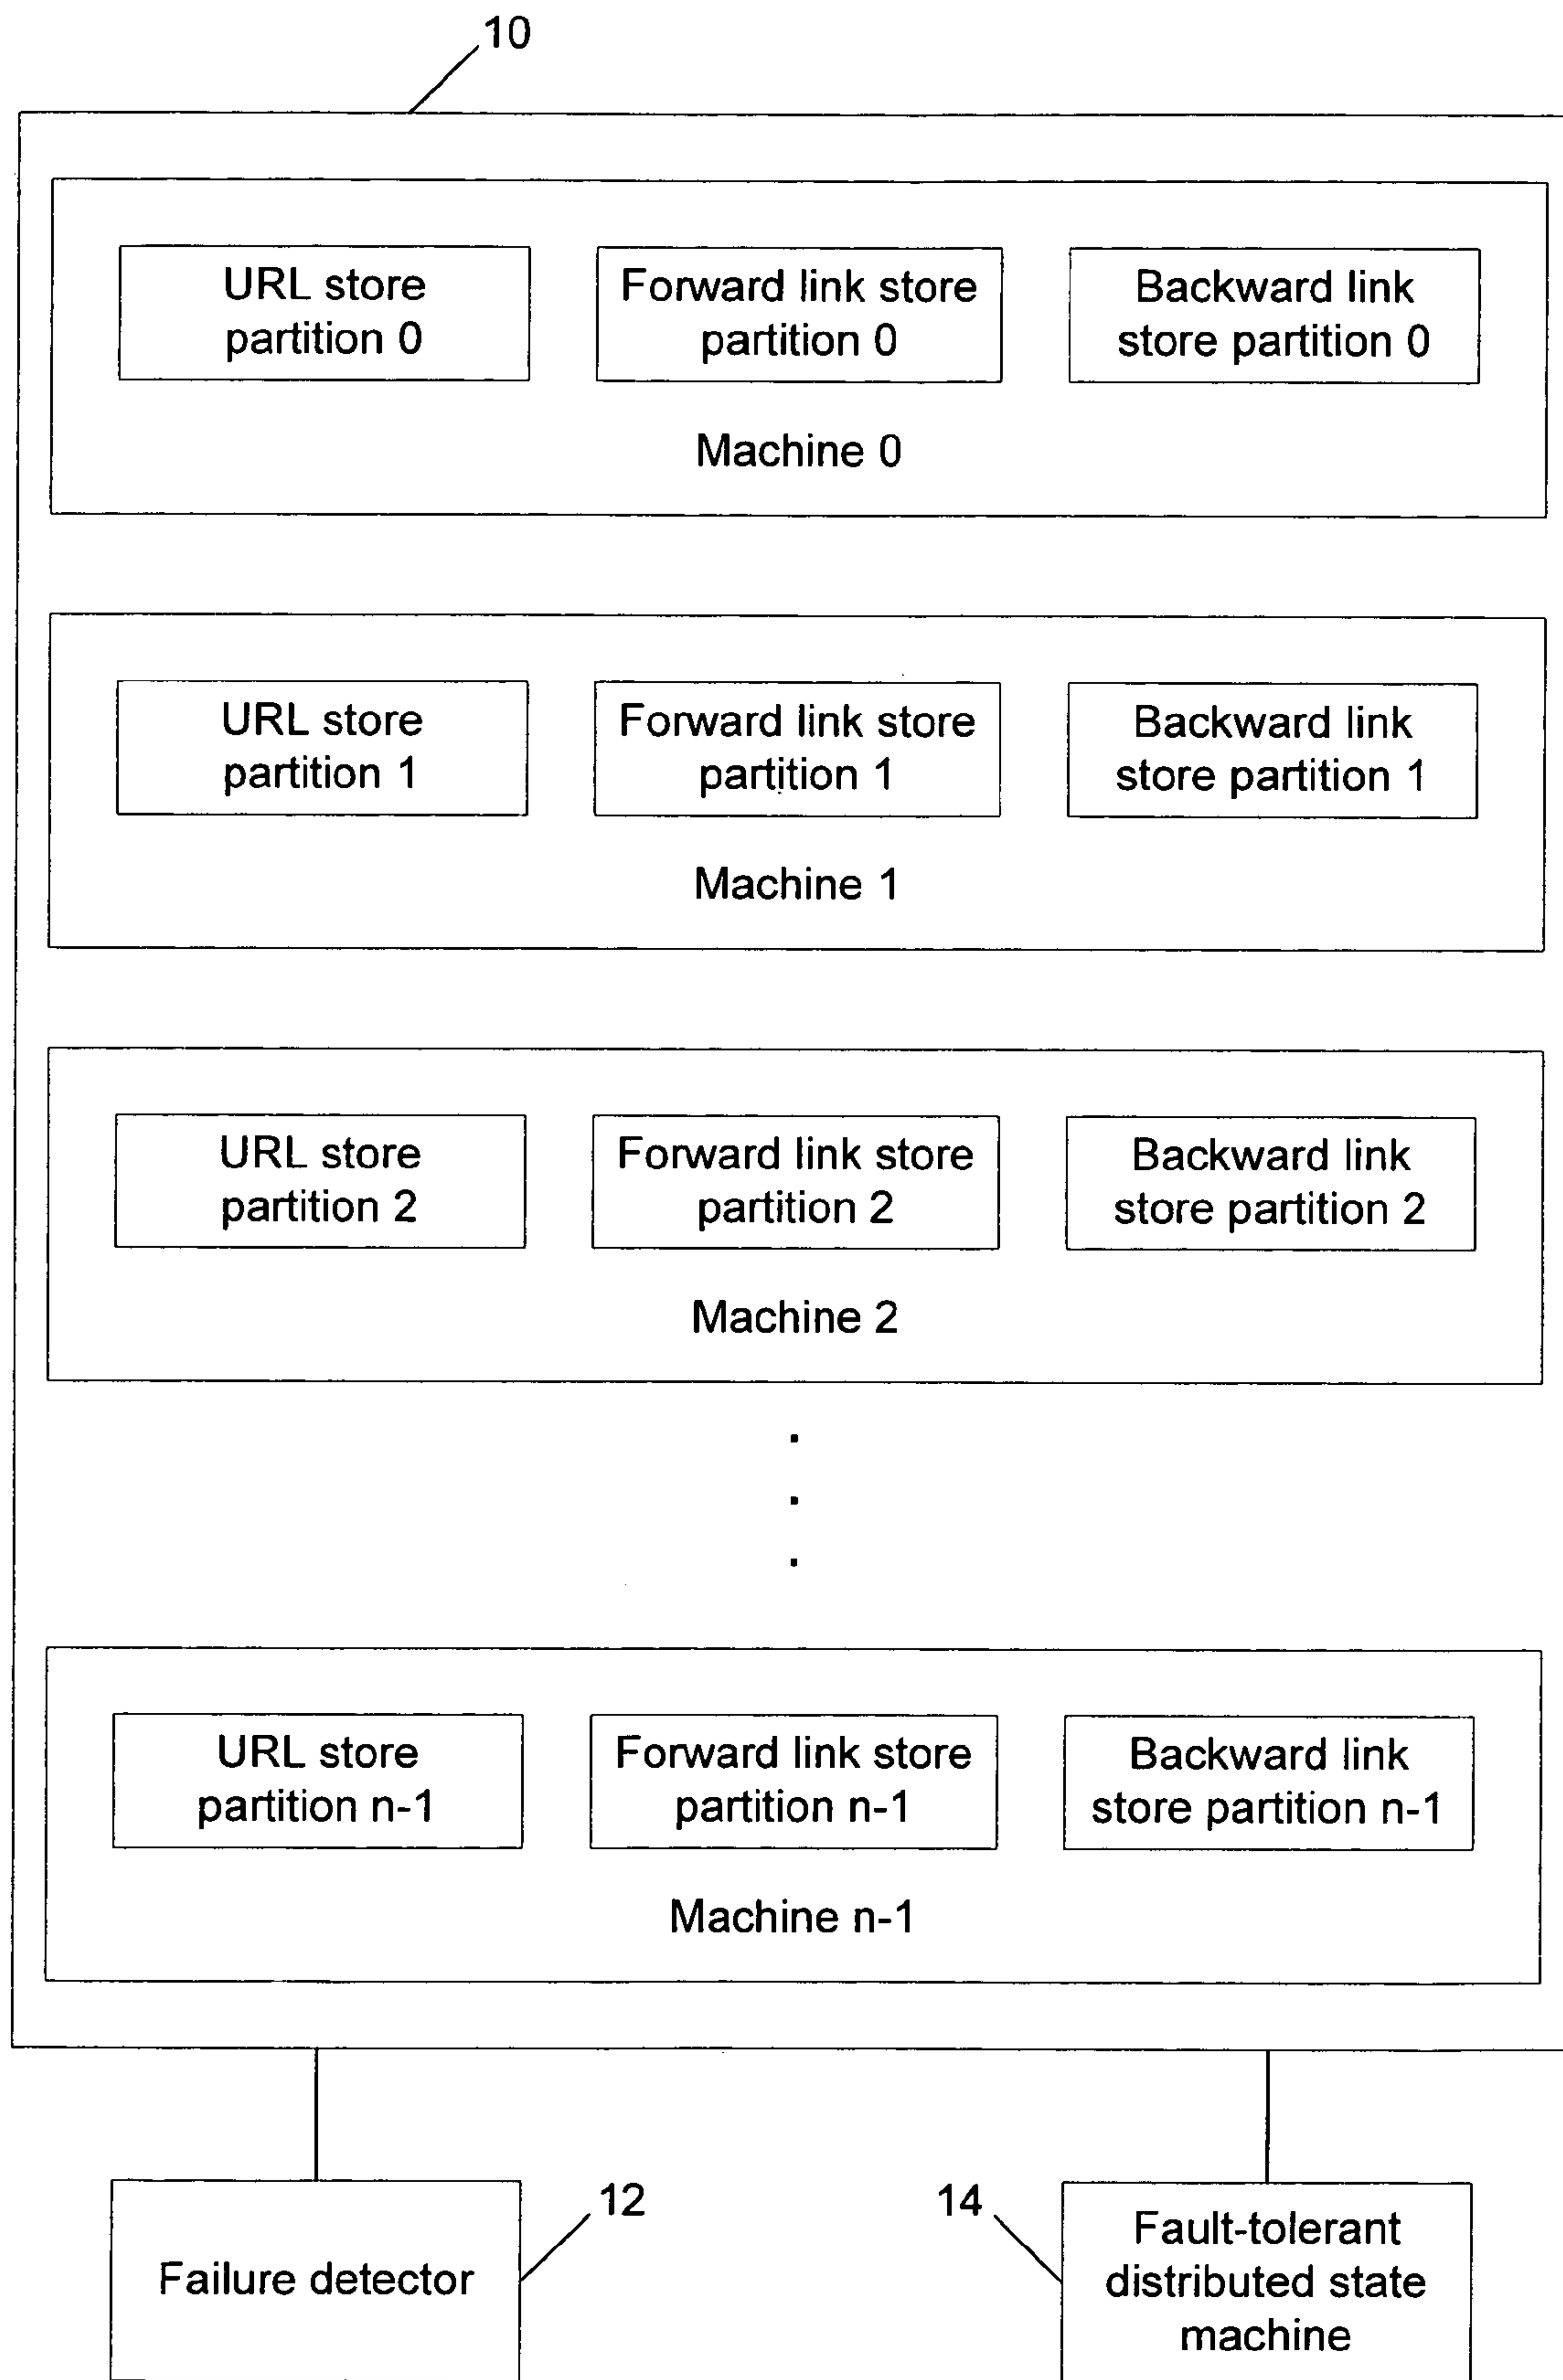 10
URL store
partition 0
Forward link store
partition 0
Backward link
store partition 0
Machine 0
URL store
partition 1
Forward link store
partition 1
Backward link
store partition 1
Machine 1
URL store
partition 2
Forward link store
partition 2
Backward link
store partition 2
Machine 2
.
.
.
URL store
partition n-1
Forward link store
partition n-1
Backward link
store partition n-1
Machine n-1
12
14
Failure detector
Fault-tolerant
distributed state
machine